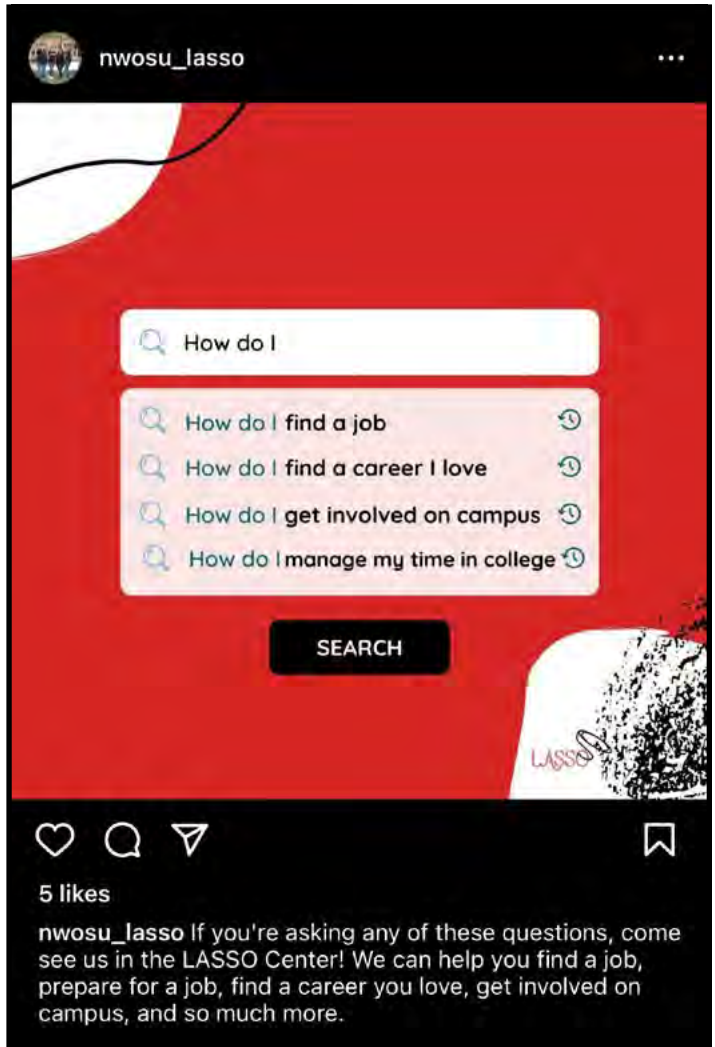 nwosu_lasso
How do I
How do I find a job
How do I find a career I love
How do I get involved on campus
How do I manage my time in college
SEARCH
LASSO
5 likes
nwosu_lasso If you're asking any of these questions, come
see us in the LASSO Center! We can help you find a job,
prepare for a job, find a career you love, get involved on
campus, and so much more.